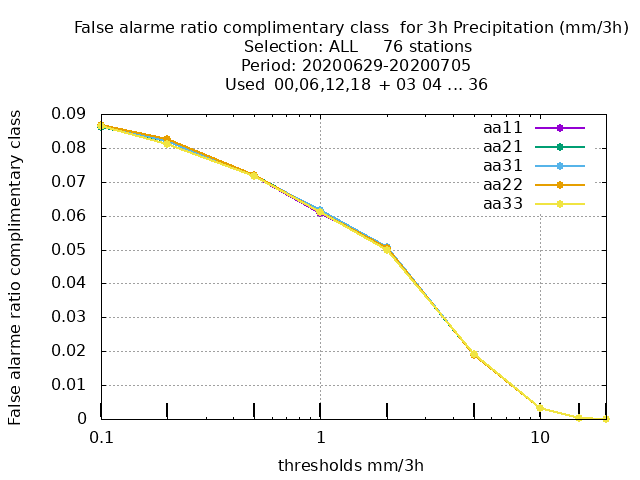 False alarme ratio complimentary class  for 3h Precipitation (mm/3h)
Selection: ALL     76 stations
Period: 20200629-20200705
Used  00,06,12,18 + 03 04 ... 36
False alarme ratio complimentary class
0.09
0.08
0.07
0.06
0.05
0.04
0.03
0.02
0.01
0
aa11
aa21
aa31
aa22
aa33
0.1
1
10
thresholds mm/3h